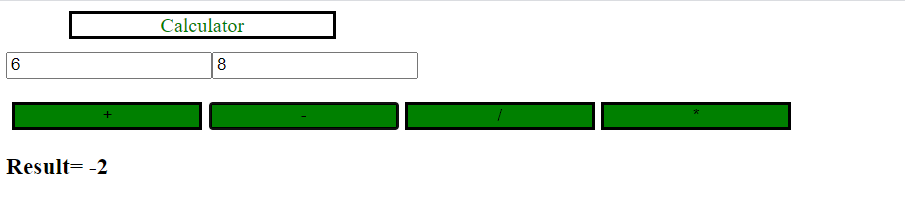 Calculator
6 8
+ - / *
Result= -2